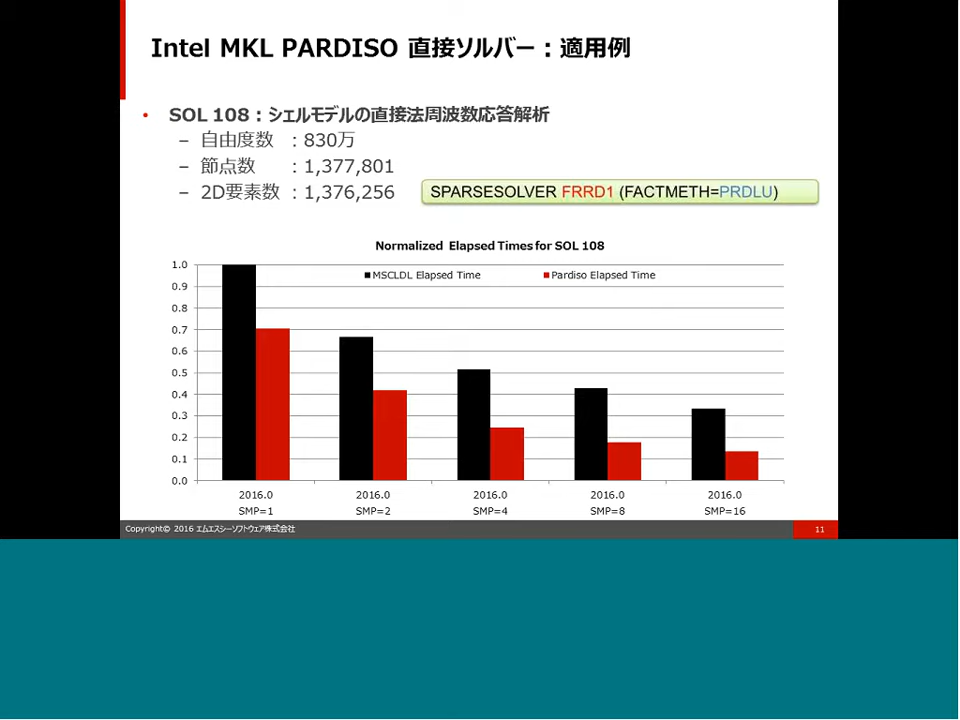 Intel MKL PARDISO 直接ソルバー：適用例
• SOL 108：シェルモデルの直接法周波数応答解析
– 自由度数 ：830万
– 節点数 ：1,377,801
– 2D要素数 ：1,376,256
SPARSESOLVER FRRD1 (FACTMETH=PRDLU)
Normalized Elapsed Times for SOL 108
MSCLDL Elapsed Time Pardiso Elapsed Time
1.0
0.9
0.8
0.7
0.6
0.5
0.4
0.3
0.2
0.1
0.0
2016.0 2016.0 2016.0 2016.0 2016.0
SMP=1 SMP=2 SMP=4 SMP=8 SMP=16
Copyright© 2016 エムエスシーソフトウェア株式会社 11